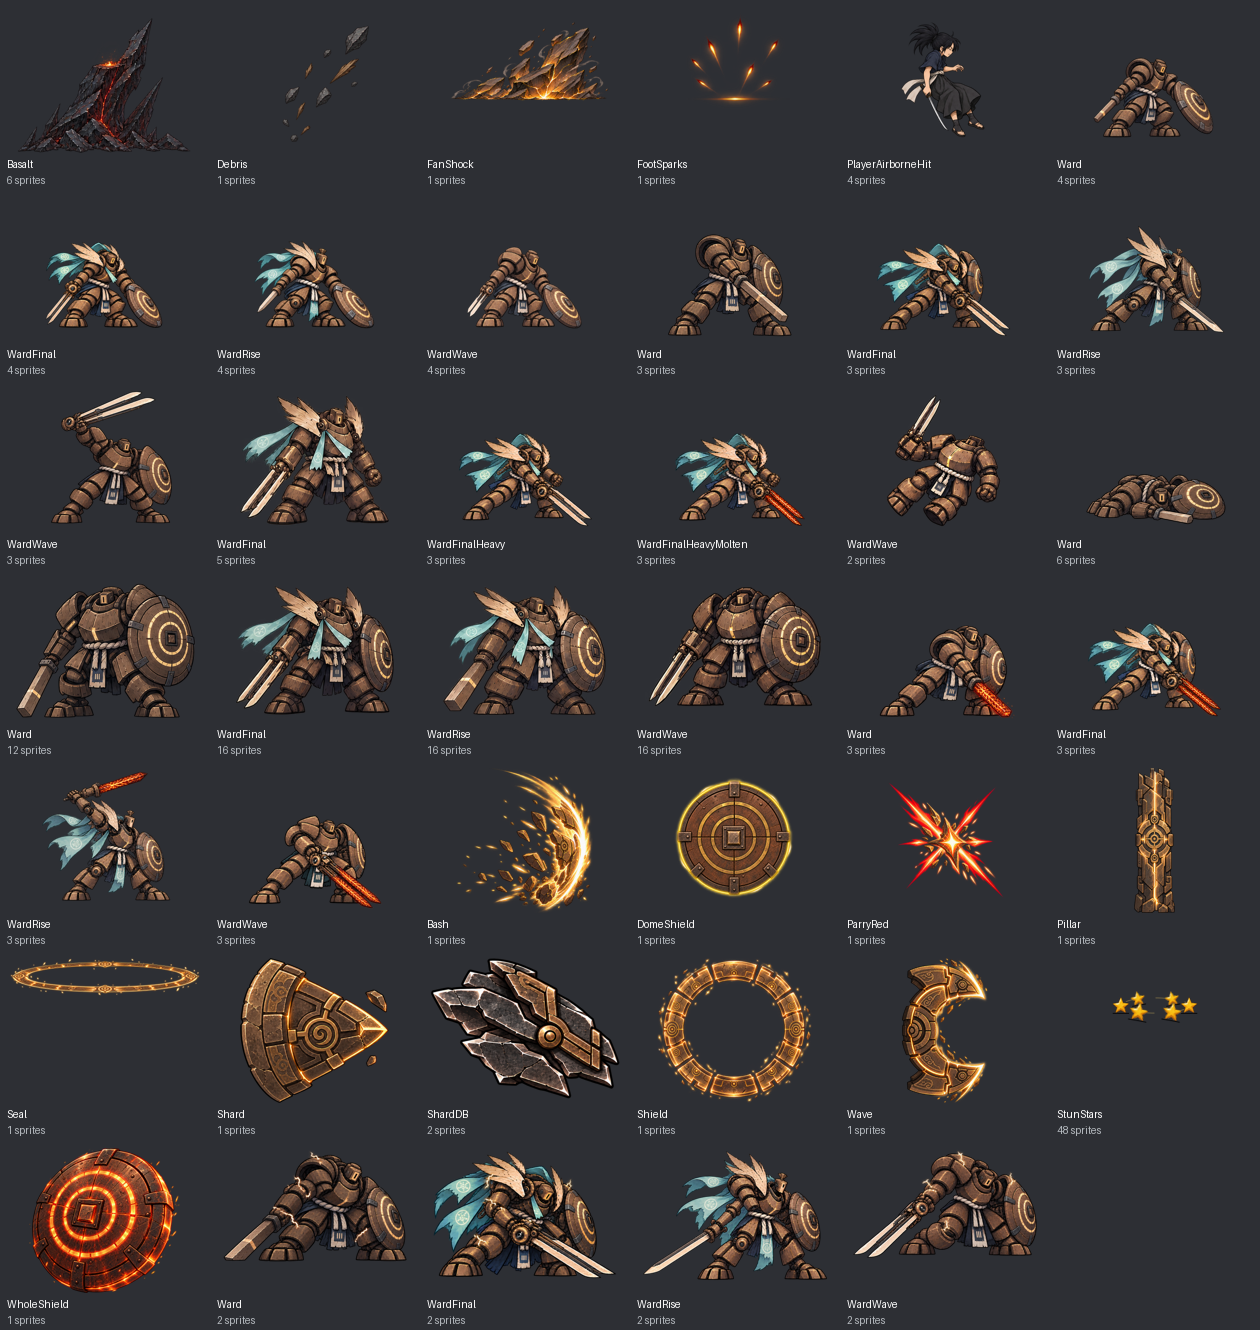 Basalt
6 sprites
Debris
1 sprites
FanShock
1 sprites
FootSparks
1 sprites
PlayerAirborneHit
4 sprites
Ward
4 sprites
WardFinal
4 sprites
WardRise
4 sprites
WardWave
4 sprites
Ward
3 sprites
WardFinal
3 sprites
WardRise
3 sprites
WardWave
3 sprites
WardFinal
5 sprites
WardFinalHeavy
3 sprites
WardFinalHeavyMolten
3 sprites
WardWave
2 sprites
Ward
6 sprites
Ward
12 sprites
WardFinal
16 sprites
WardRise
16 sprites
WardWave
16 sprites
Ward
3 sprites
WardFinal
3 sprites
WardRise
3 sprites
WardWave
3 sprites
Bash
1 sprites
DomeShield
1 sprites
ParryRed
1 sprites
Pillar
1 sprites
Seal
1 sprites
Shard
1 sprites
ShardDB
2 sprites
Shield
1 sprites
Wave
1 sprites
StunStars
48 sprites
WholeShield
1 sprites
Ward
2 sprites
WardFinal
2 sprites
WardRise
2 sprites
WardWave
2 sprites